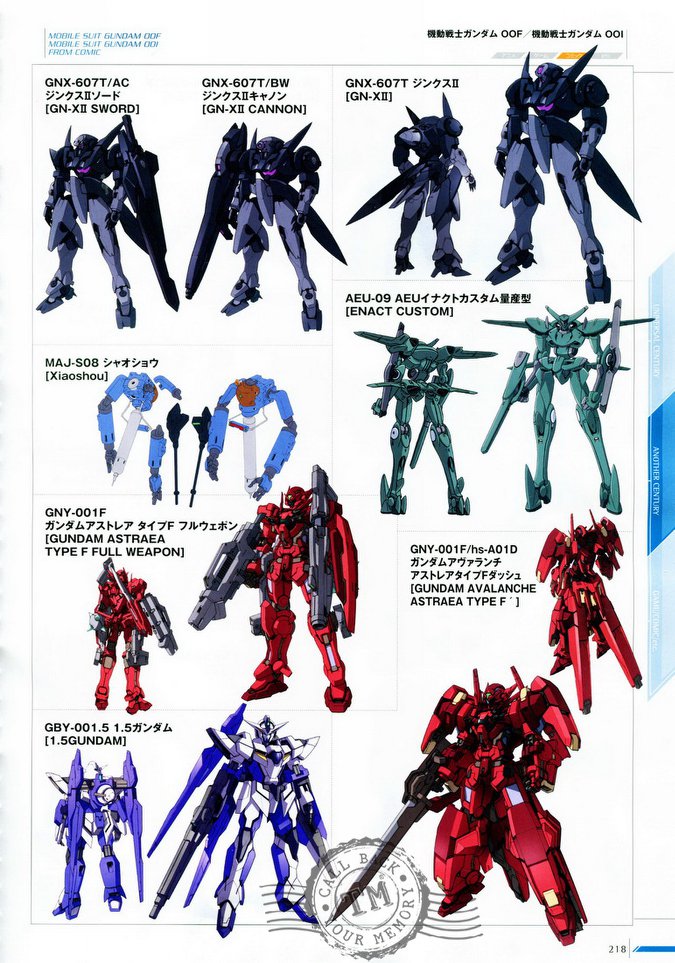 MOBILE SUIT GUNDAM 00F
MOBILE SUIT GUNDAM 00I
FROM COMIC
機動戦士ガンダム 00F／機動戦士ガンダム 00I
GNX-607T/AC
ジンクスⅡソード
[GN-XⅡ SWORD]
GNX-607T/BW
ジンクスⅡキャノン
[GN-XⅡ CANNON]
GNX-607T ジンクスⅡ
[GN-XⅡ]
AEU-09 AEUイナクトカスタム量産型
[ENACT CUSTOM]
MAJ-S08 シャオショウ
[Xiaoshou]
GNY-001F
ガンダムアストレア タイプF フルウェポン
[GUNDAM ASTRAEA
TYPE F FULL WEAPON]
GNY-001F/hs-A01D
ガンダムアヴァランチ
アストレアタイプFダッシュ
[GUNDAM AVALANCHE
ASTRAEA TYPE F´]
GBY-001.5 1.5ガンダム
[1.5GUNDAM]
UNIVERSAL CENTURY
ANOTHER CENTURY
GAME/COMIC/etc.
CALL BACK
TM
YOUR MEMORY
218